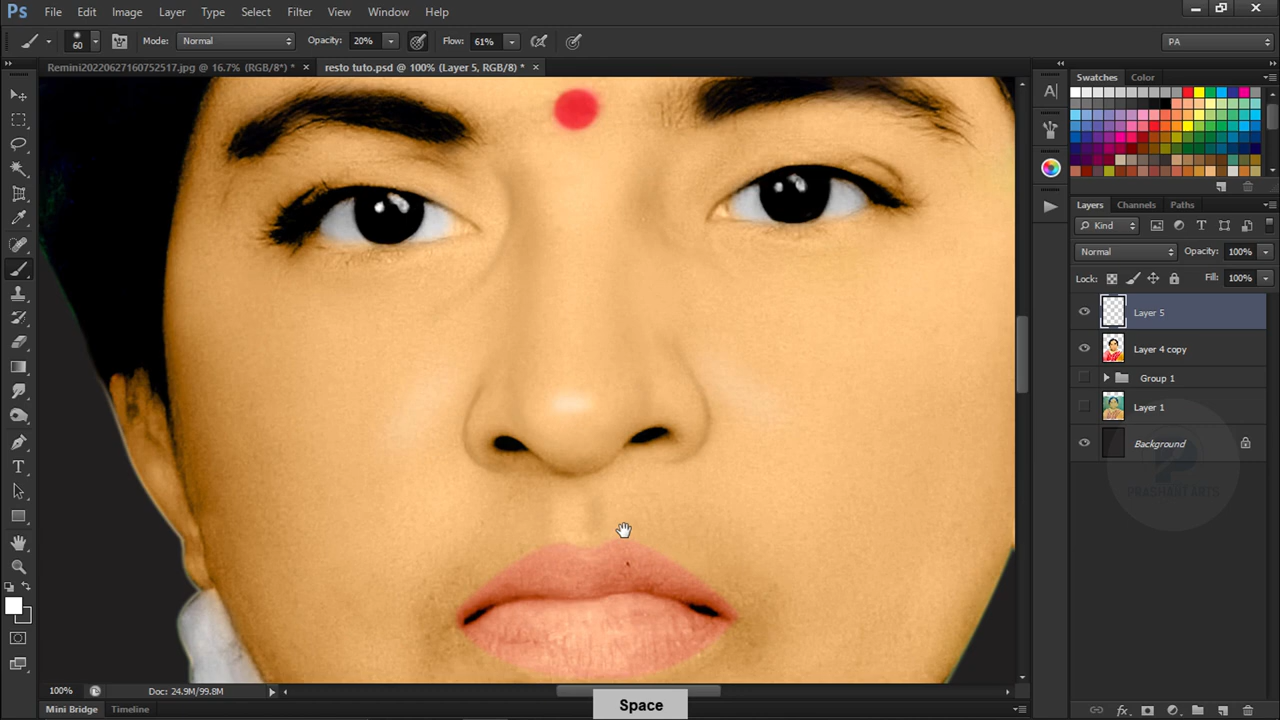 Ps File Edit Image Layer Type Select Filter View Window Help
60 Mode: Normal Opacity: 20% Flow: 61% PA
Remini20220627160752517.jpg @ 16.7% (RGB/8*) * × resto tuto.psd @ 100% (Layer 5, RGB/8) * ×
Swatches Color
Layers Channels Paths
Kind
Normal Opacity: 100%
Lock: Fill: 100%
Layer 5
Layer 4 copy
Group 1
Layer 1
Background
PRASHANT ARTS
100% Doc: 24.9M/99.8M
Mini Bridge Timeline
Space